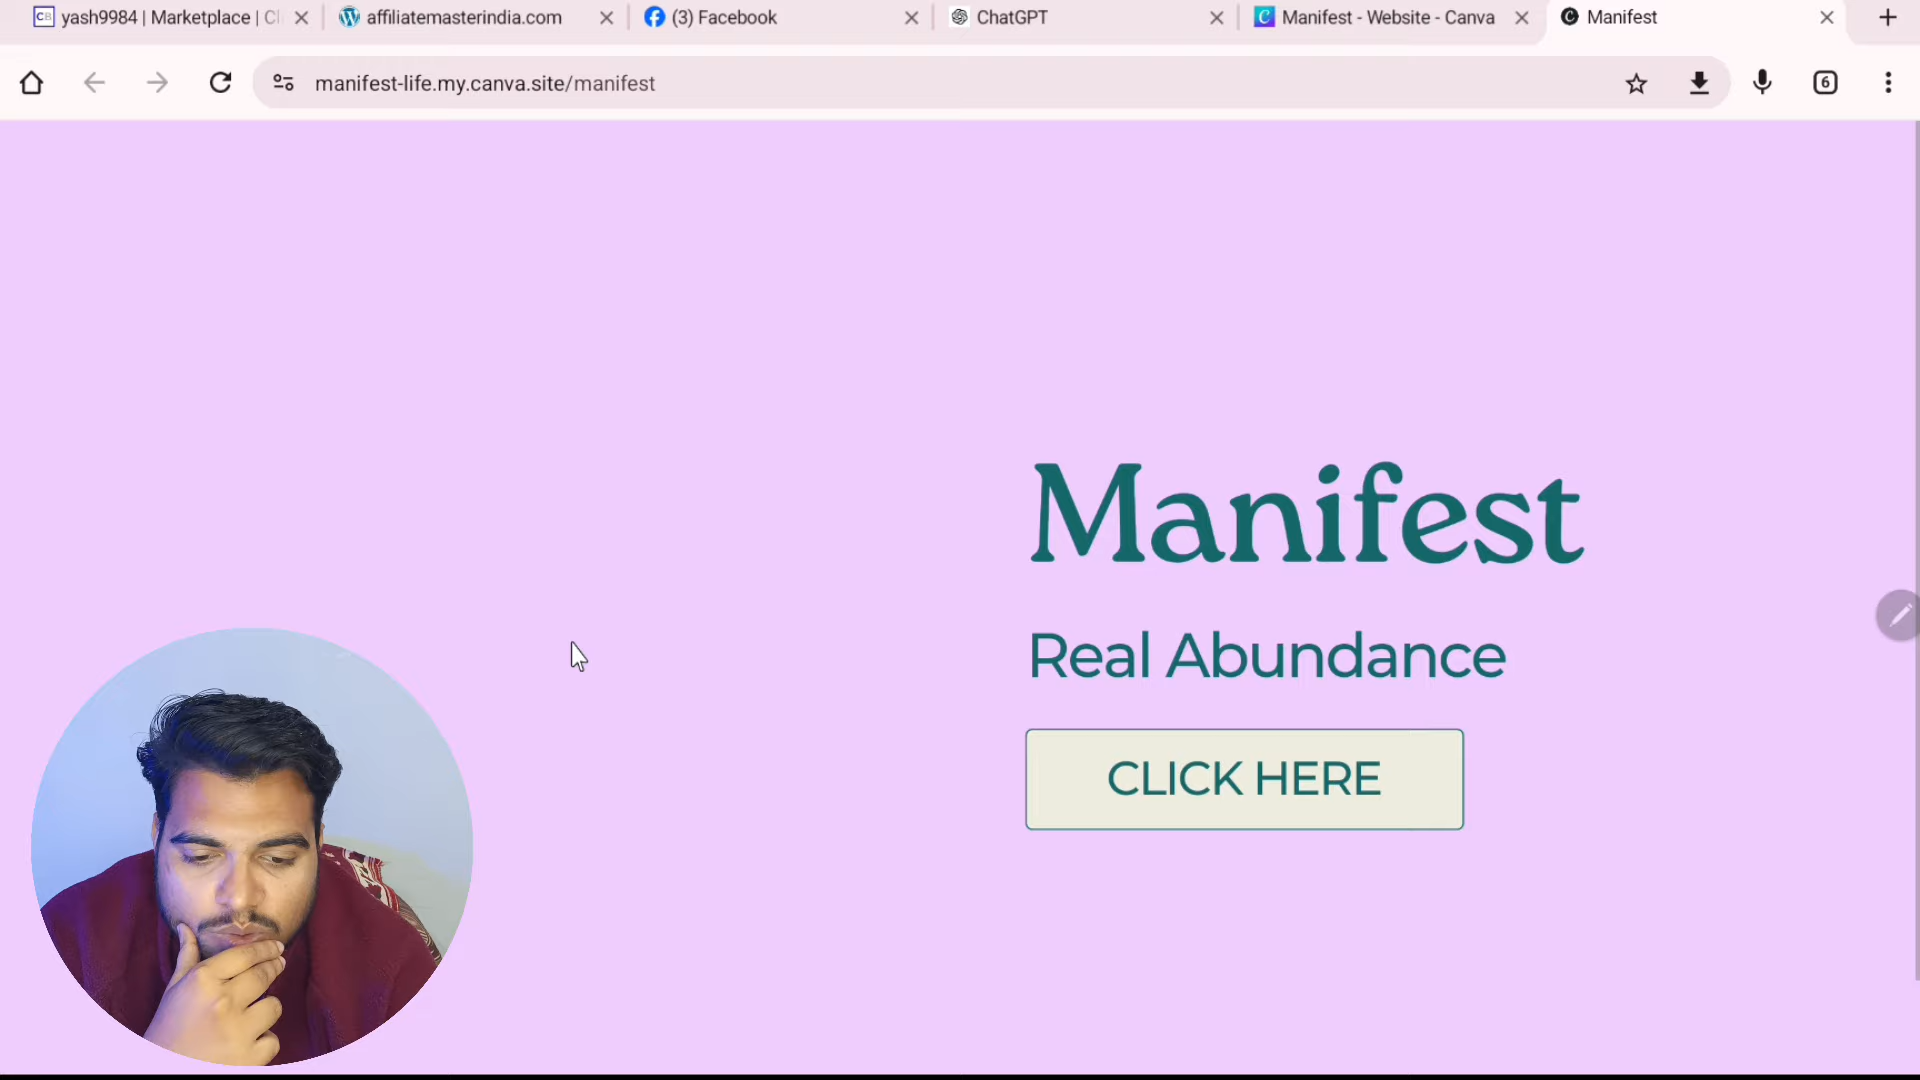 yash9984 | Marketplace | Cli
affiliatemasterindia.com
(3) Facebook
ChatGPT
Manifest - Website - Canva
Manifest
manifest-life.my.canva.site/manifest
6
Manifest
Real Abundance
CLICK HERE